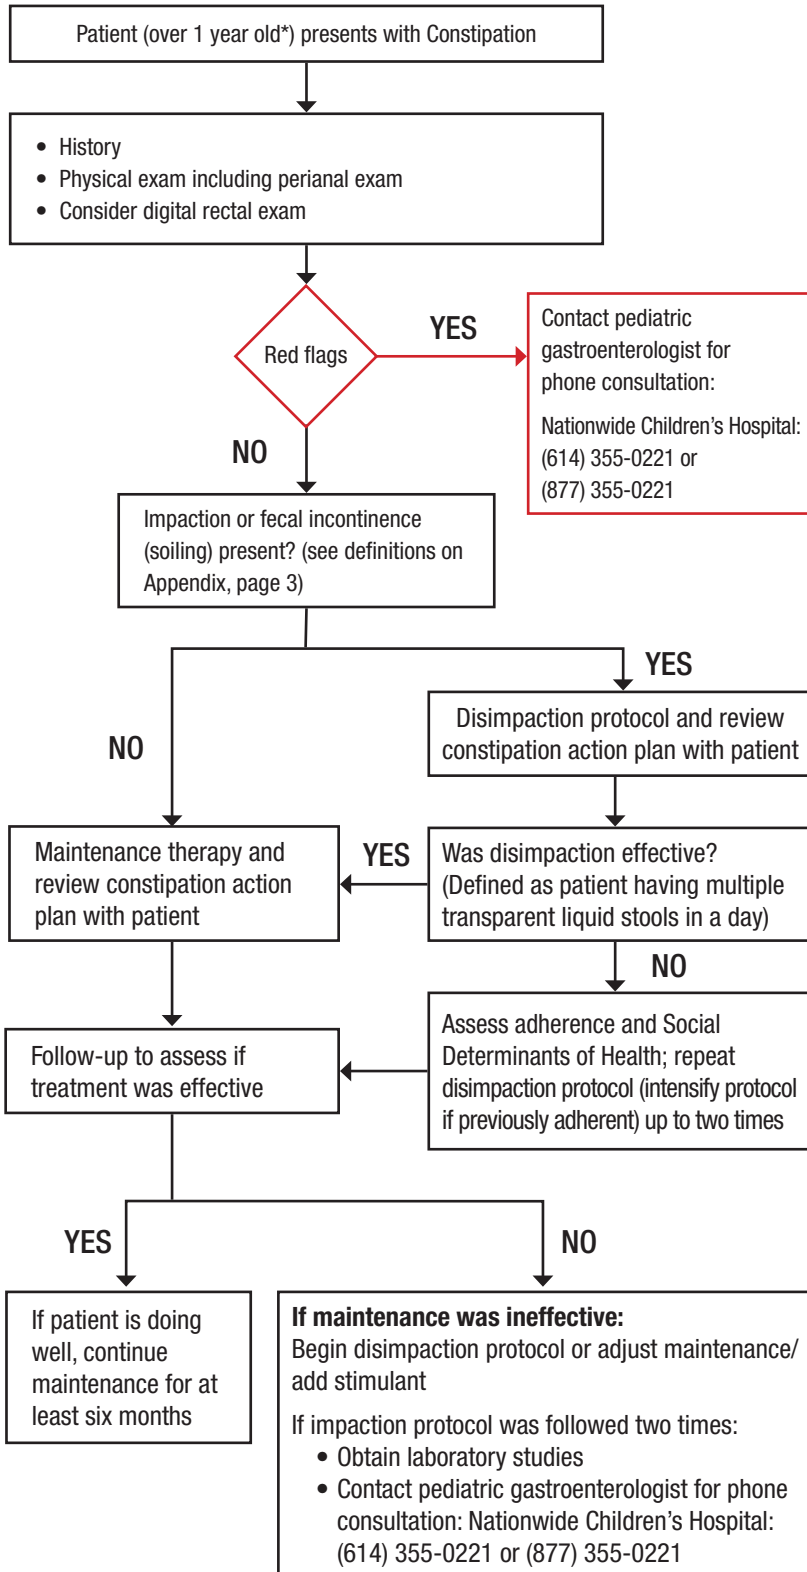 Patient (over 1 year old*) presents with Constipation
• History
• Physical exam including perianal exam
• Consider digital rectal exam
Red flags
YES
Contact pediatric
gastroenterologist for
phone consultation:
Nationwide Children's Hospital:
(614) 355-0221 or
(877) 355-0221
NO
Impaction or fecal incontinence
(soiling) present? (see definitions on
Appendix, page 3)
YES
NO
Disimpaction protocol and review
constipation action plan with patient
Maintenance therapy and
review constipation action
plan with patient
YES
Was disimpaction effective?
(Defined as patient having multiple
transparent liquid stools in a day)
NO
Follow-up to assess if
treatment was effective
Assess adherence and Social
Determinants of Health; repeat
disimpaction protocol (intensify protocol
if previously adherent) up to two times
YES
NO
If patient is doing
well, continue
maintenance for at
least six months
If maintenance was ineffective:
Begin disimpaction protocol or adjust maintenance/
add stimulant
If impaction protocol was followed two times:
• Obtain laboratory studies
• Contact pediatric gastroenterologist for phone
consultation: Nationwide Children's Hospital:
(614) 355-0221 or (877) 355-0221